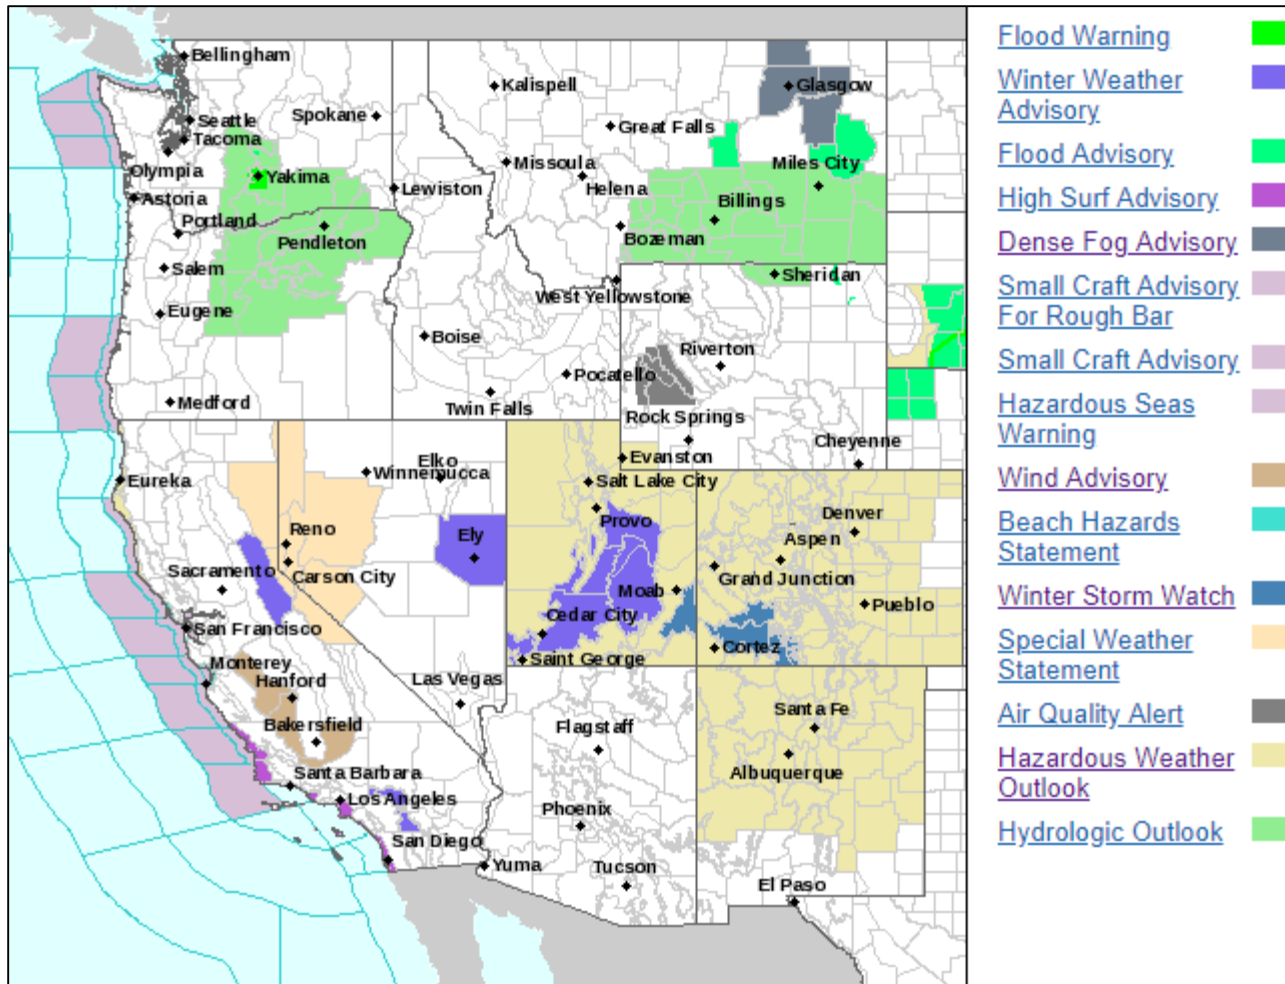 Bellingham
Kalispell
Glasgow
Seattle
Spokane
Great Falls
Tacoma
Olympia
Missoula
Miles City
Yakima
Helena
Lewiston
Astoria
Billings
Portland
Pendleton
Bozeman
Salem
Sheridan
West Yellowstone
Eugene
Boise
Riverton
Pocatello
Medford
Twin Falls
Rock Springs
Cheyenne
Elko
Evanston
Winnemucca
Eureka
Salt Lake City
Provo
Denver
Reno
Ely
Aspen
Sacramento
Carson City
Grand Junction
Moab
Pueblo
Cedar City
San Francisco
Cortez
Saint George
Monterey
Hanford
Las Vegas
Santa Fe
Bakersfield
Flagstaff
Albuquerque
Santa Barbara
Los Angeles
Phoenix
San Diego
Yuma
Tucson
El Paso
Flood Warning
Winter Weather
Advisory
Flood Advisory
High Surf Advisory
Dense Fog Advisory
Small Craft Advisory
For Rough Bar
Small Craft Advisory
Hazardous Seas
Warning
Wind Advisory
Beach Hazards
Statement
Winter Storm Watch
Special Weather
Statement
Air Quality Alert
Hazardous Weather
Outlook
Hydrologic Outlook